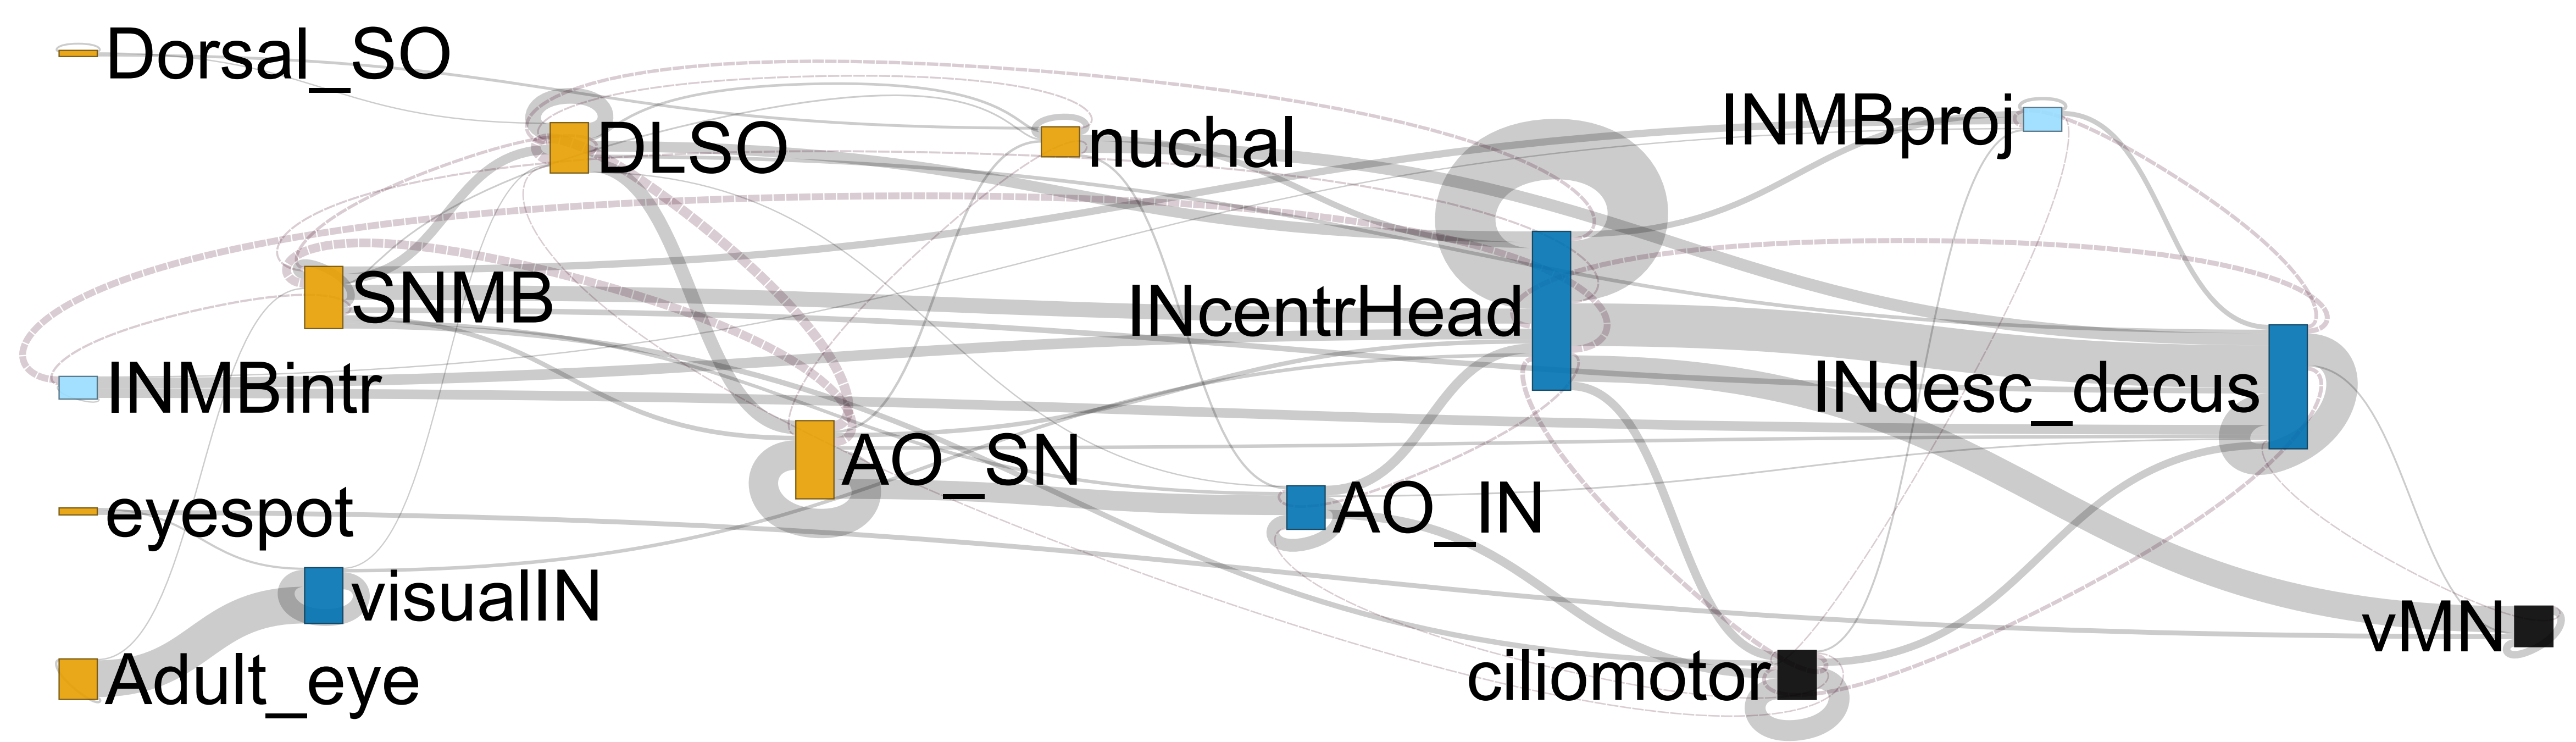 Dorsal_SO
DLSO
nuchal
INMBproj
SNMB
INcentrHead
INMBintr
INdesc_decus
AO_SN
AO_IN
eyespot
visualIN
vMN
Adult_eye
ciliomotor